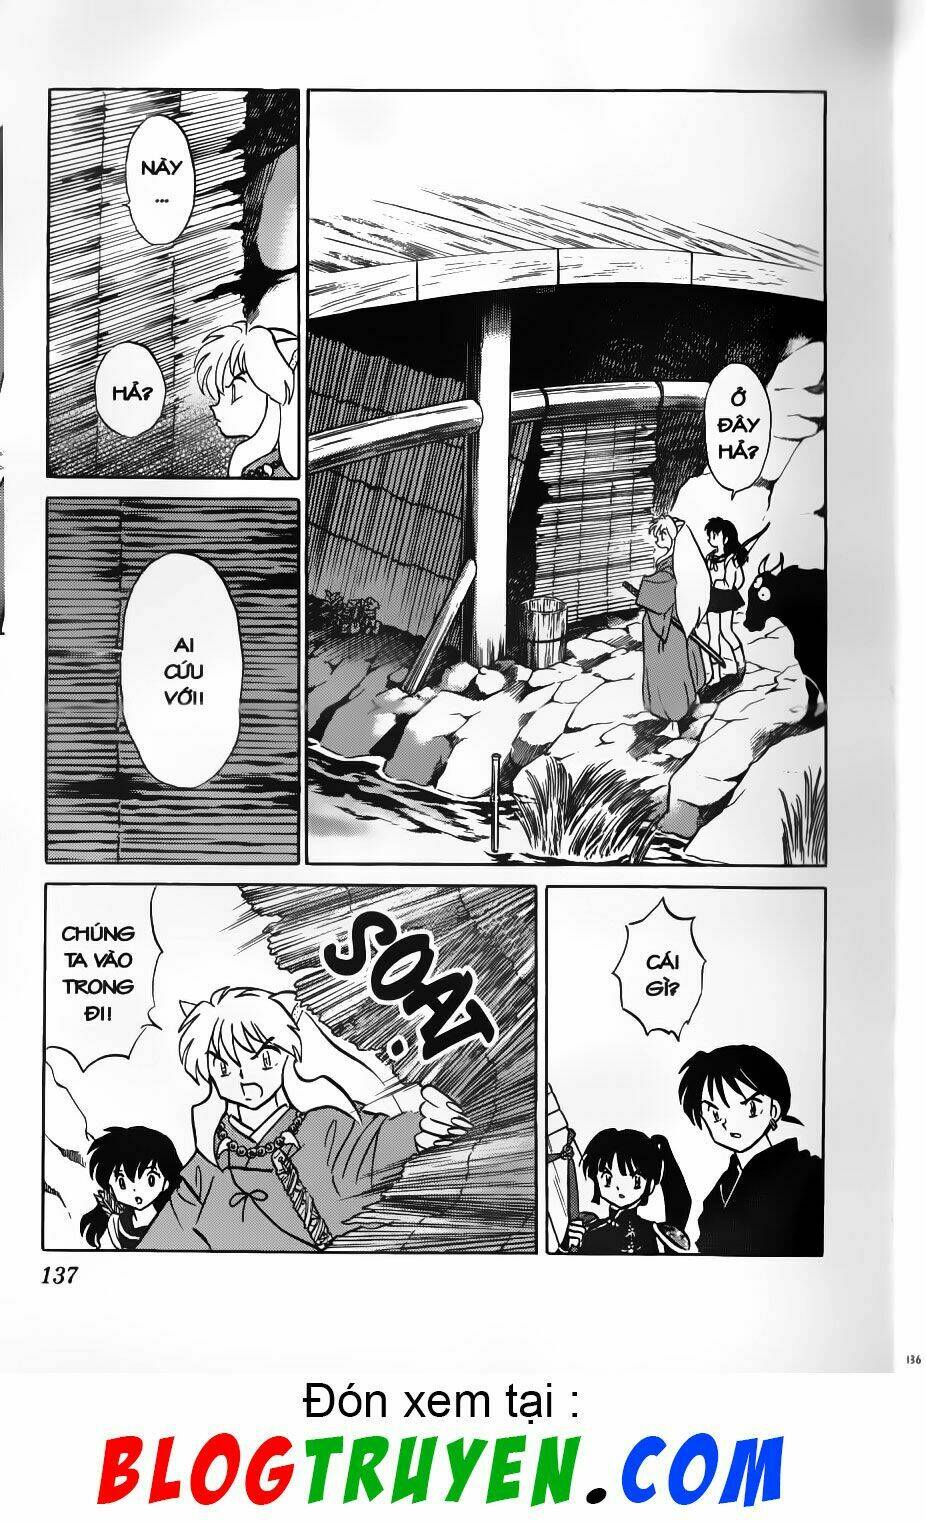 Ở
ĐÂY
HẢ?
NÀY
...
HẢ?
AI
CỨU
VỚI!
CÁI
GÌ?
SOẠT
CHÚNG
TA VÀO
TRONG
ĐI!
137
136
Đón xem tại :
BLOGTRUYEN.COM